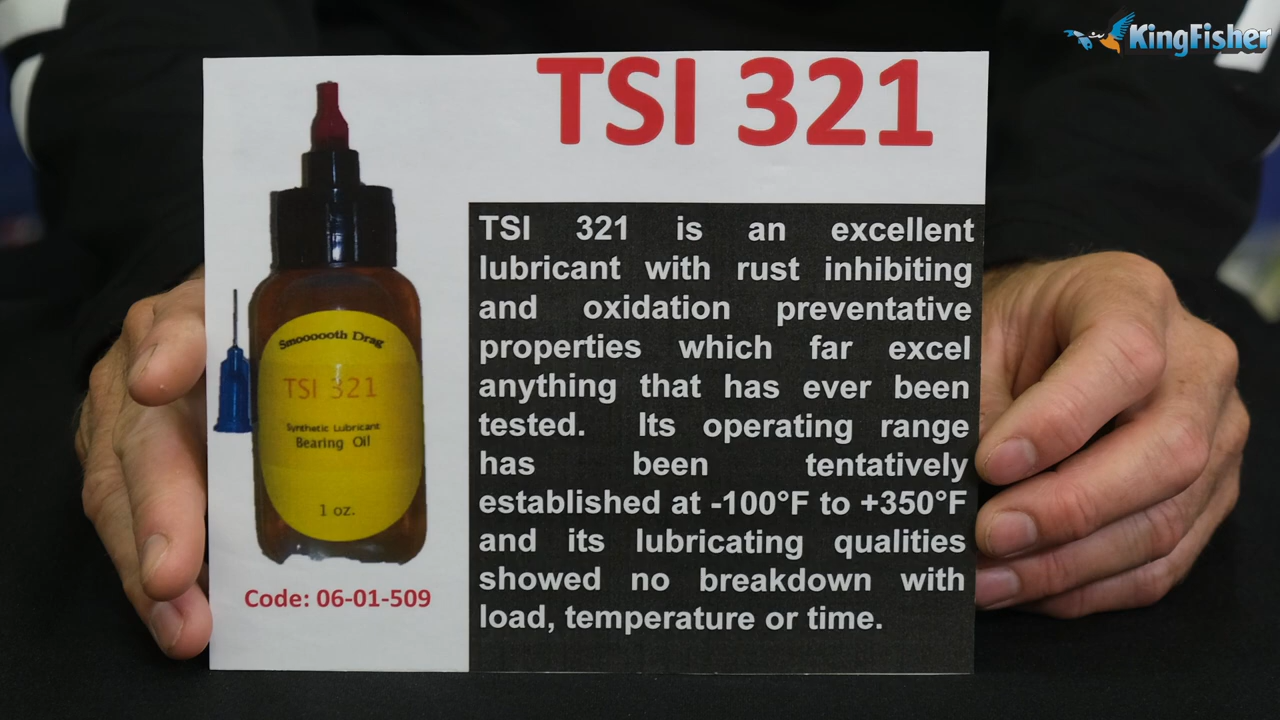 KingFisher
TSI 321
Smoooooth Drag
TSI 321
Synthetic Lubricant
Bearing Oil
1 oz.
Code: 06-01-509
TSI 321 is an excellent
lubricant with rust inhibiting
and oxidation preventative
properties which far excel
anything that has ever been
tested. Its operating range
has been tentatively
established at -100°F to +350°F
and its lubricating qualities
showed no breakdown with
load, temperature or time.